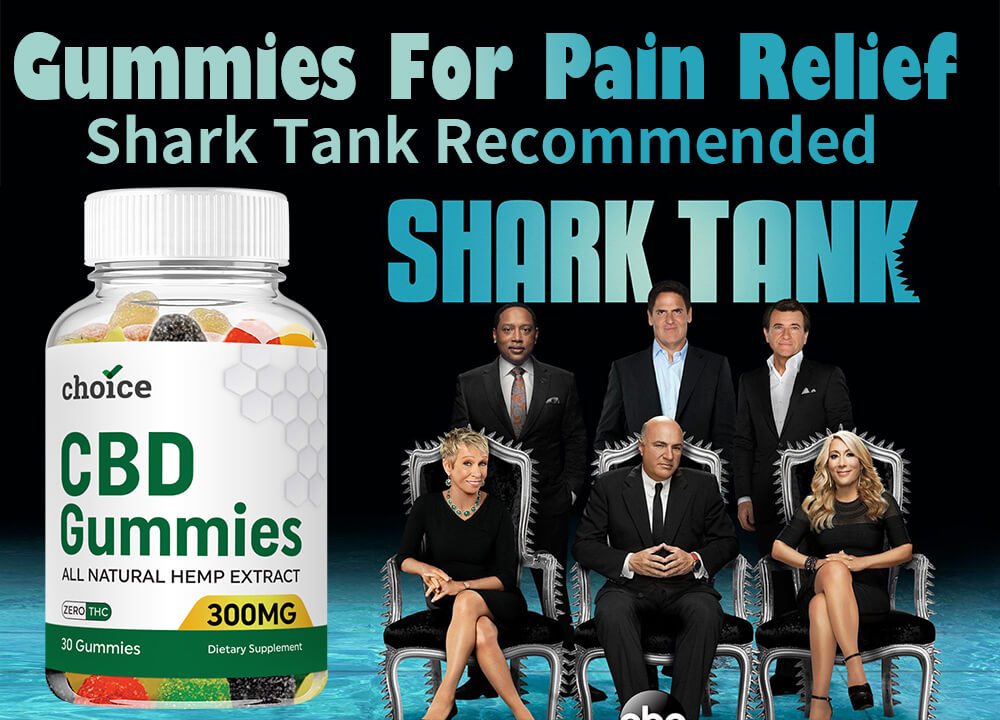 Gummies For Pain Relief
Shark Tank Recommended
SHARK TANK
choice
CBD
Gummies
ALL NATURAL HEMP EXTRACT
ZERO THC
300MG
30 Gummies
Dietary Supplement
abc